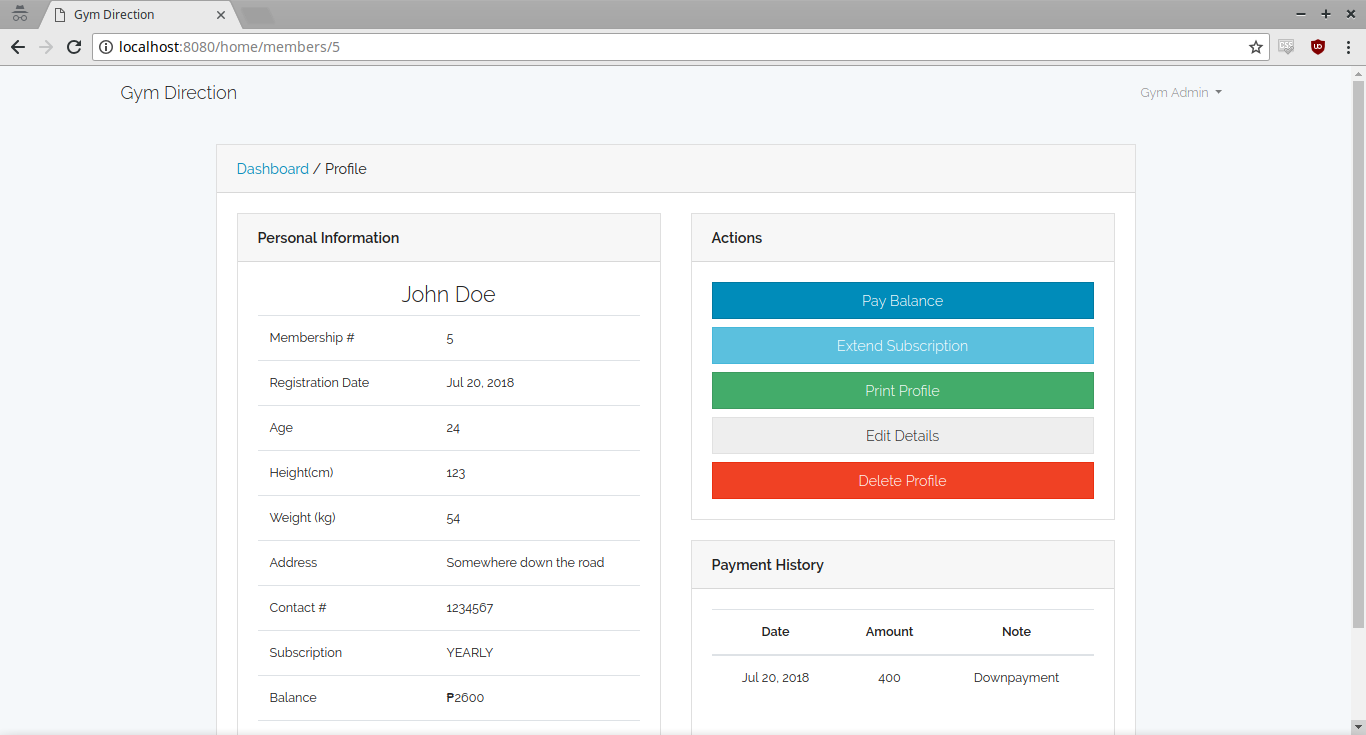 Gym Direction
localhost:8080/home/members/5
Gym Direction
Gym Admin
Dashboard / Profile
Personal Information
John Doe
Membership # 5
Registration Date Jul 20, 2018
Age 24
Height(cm) 123
Weight (kg) 54
Address Somewhere down the road
Contact # 1234567
Subscription YEARLY
Balance ₱2600
Actions
Pay Balance
Extend Subscription
Print Profile
Edit Details
Delete Profile
Payment History
Date Amount Note
Jul 20, 2018 400 Downpayment